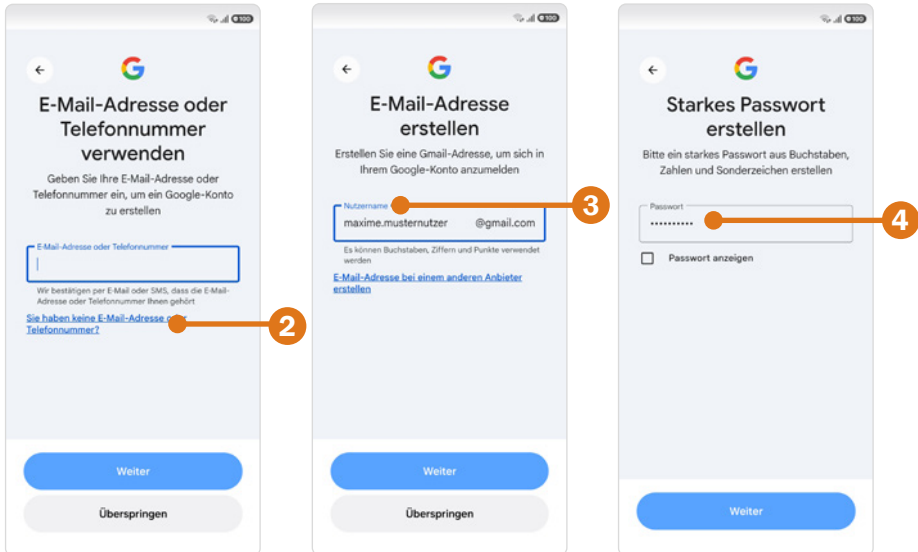 100
E-Mail-Adresse oder
Telefonnummer
verwenden
Geben Sie Ihre E-Mail-Adresse oder
Telefonnummer ein, um ein Google-Konto
zu erstellen
E-Mail-Adresse oder Telefonnummer
Wir bestätigen per E-Mail oder SMS, dass die E-Mail-
Adresse oder Telefonnummer Ihnen gehört
Sie haben keine E-Mail-Adresse oder
Telefonnummer?
2
Weiter
Überspringen
100
E-Mail-Adresse
erstellen
Erstellen Sie eine Gmail-Adresse, um sich in
Ihrem Google-Konto anzumelden
Nutzername
3
maxime.musternutzer @gmail.com
Es können Buchstaben, Ziffern und Punkte verwendet
werden
E-Mail-Adresse bei einem anderen Anbieter
erstellen
Weiter
Überspringen
100
Starkes Passwort
erstellen
Bitte ein starkes Passwort aus Buchstaben,
Zahlen und Sonderzeichen erstellen
Passwort
••••••••••
4
Passwort anzeigen
Weiter